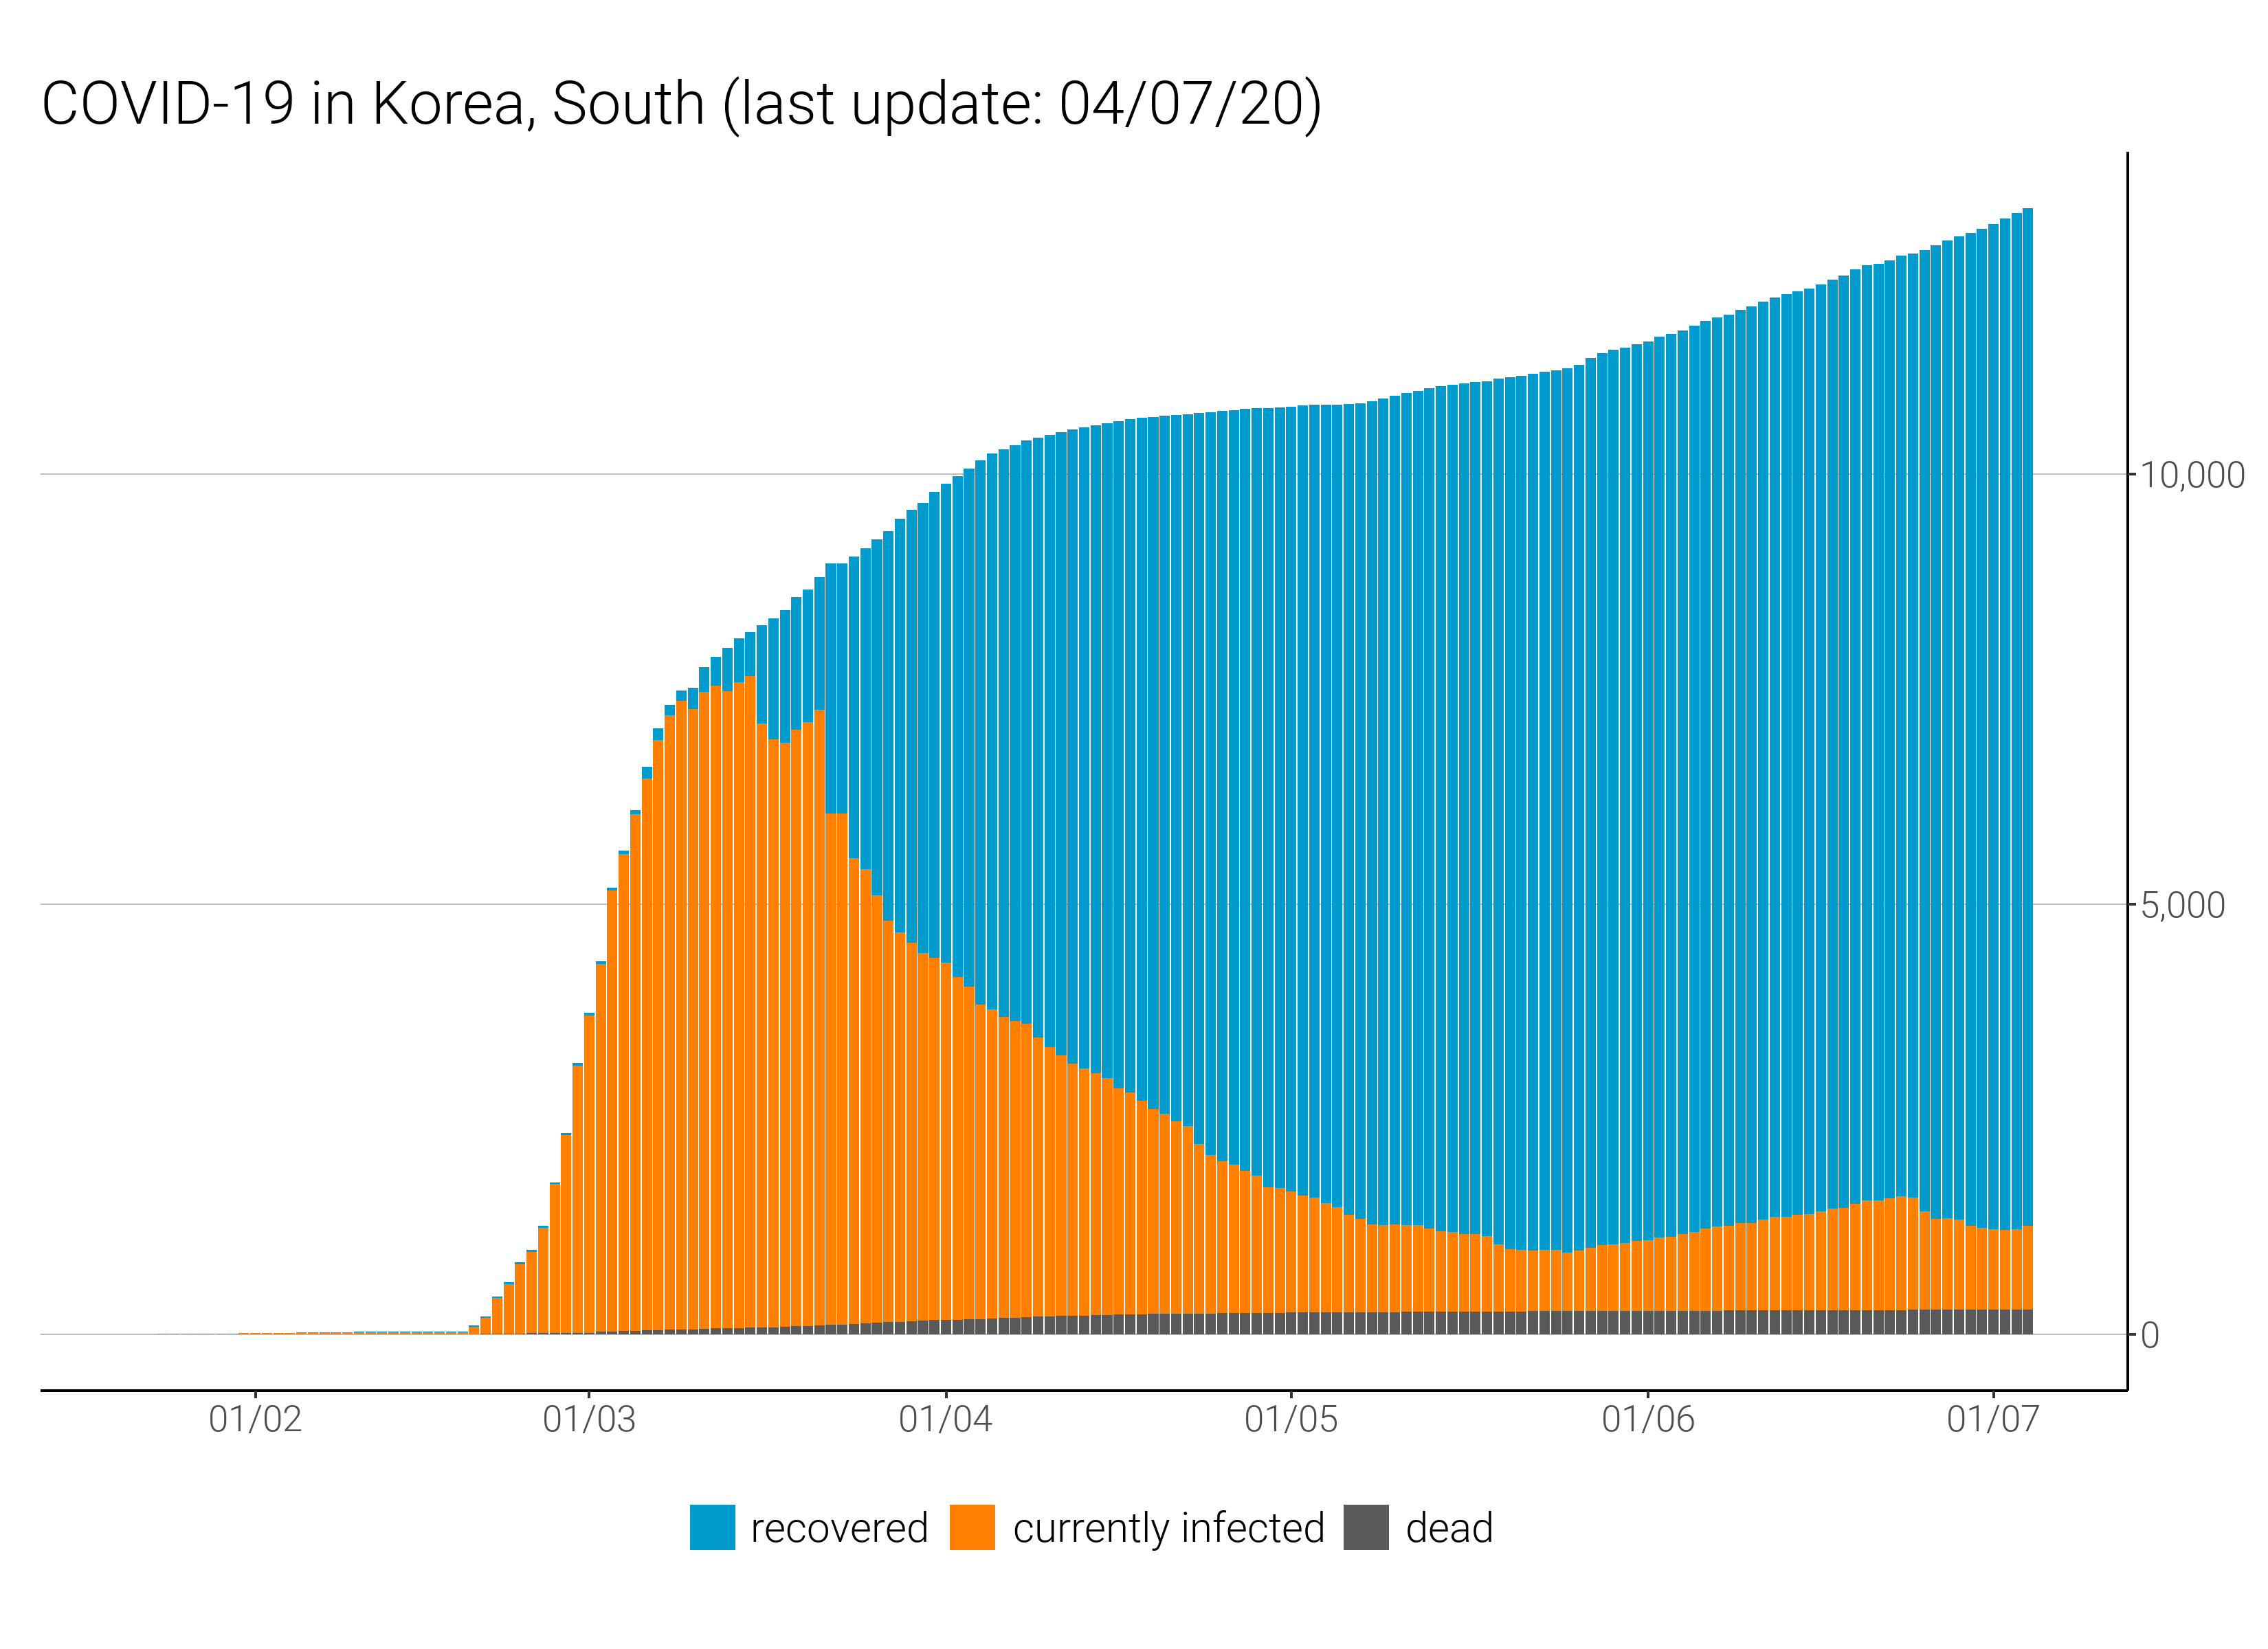 COVID-19 in Korea, South (last update: 04/07/20)
10,000
5,000
0
01/02 01/03 01/04 01/05 01/06 01/07
recovered currently infected dead